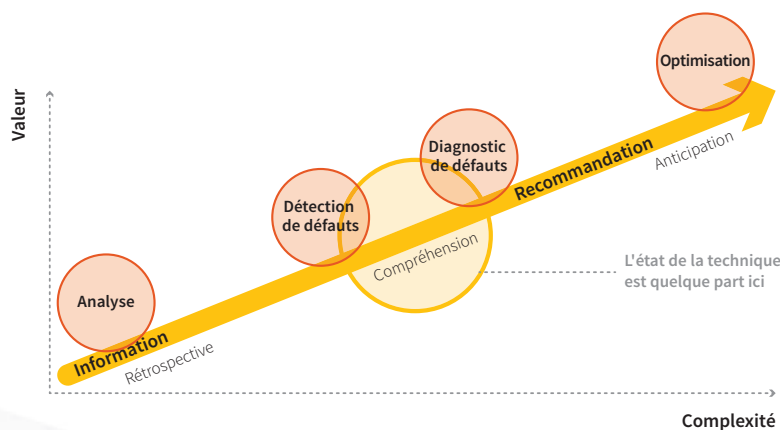 Valeur
Optimisation
Diagnostic
de défauts
Recommandation
Anticipation
Détection
de défauts
Compréhension
L'état de la technique
est quelque part ici
Analyse
Information
Rétrospective
Complexité